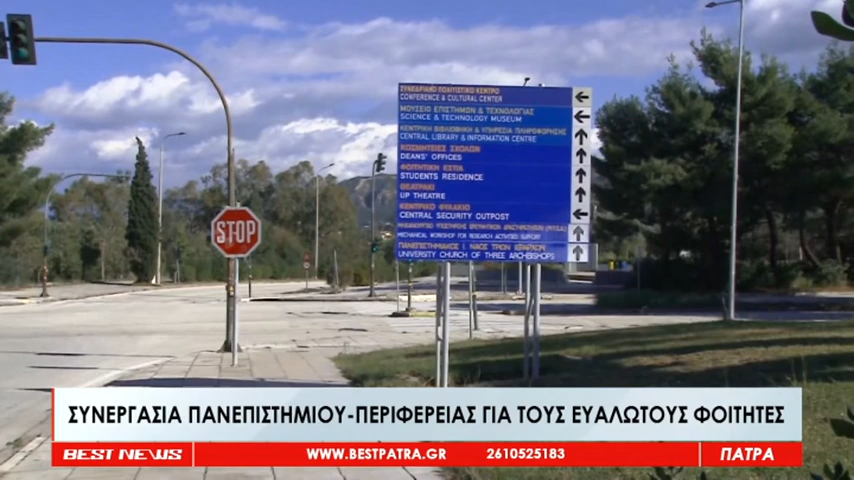 ΣΥΝΕΔΡΙΑΚΟ ΠΟΛΙΤΙΣΤΙΚΟ ΚΕΝΤΡΟ
CONFERENCE & CULTURAL CENTER
ΜΟΥΣΕΙΟ ΕΠΙΣΤΗΜΩΝ & ΤΕΧΝΟΛΟΓΙΑΣ
SCIENCE & TECHNOLOGY MUSEUM
ΚΕΝΤΡΙΚΗ ΒΙΒΛΙΟΘΗΚΗ & ΥΠΗΡΕΣΙΑ ΠΛΗΡΟΦΟΡΗΣΗΣ
CENTRAL LIBRARY & INFORMATION CENTRE
ΚΟΣΜΗΤΕΙΕΣ ΣΧΟΛΩΝ
DEANS' OFFICES
ΦΟΙΤΗΤΙΚΗ ΕΣΤΙΑ
STUDENTS RESIDENCE
ΘΕΑΤΡΑΚΙ
UP THEATRE
ΚΕΝΤΡΙΚΟ ΦΥΛΑΚΙΟ
CENTRAL SECURITY OUTPOST
MECHANICAL WORKSHOP FOR RESEARCH ACTIVITIES SUPPORT
ΠΑΝΕΠΙΣΤΗΜΙΑΚΟΣ Ι. ΝΑΟΣ ΤΡΙΩΝ ΙΕΡΑΡΧΩΝ
UNIVERSITY CHURCH OF THREE ARCHBISHOPS
STOP
ΣΥΝΕΡΓΑΣΙΑ ΠΑΝΕΠΙΣΤΗΜΙΟΥ-ΠΕΡΙΦΕΡΕΙΑΣ ΓΙΑ ΤΟΥΣ ΕΥΑΛΩΤΟΥΣ ΦΟΙΤΗΤΕΣ
BEST NEWS WWW.BESTPATRA.GR 2610525183 ΠΑΤΡΑ